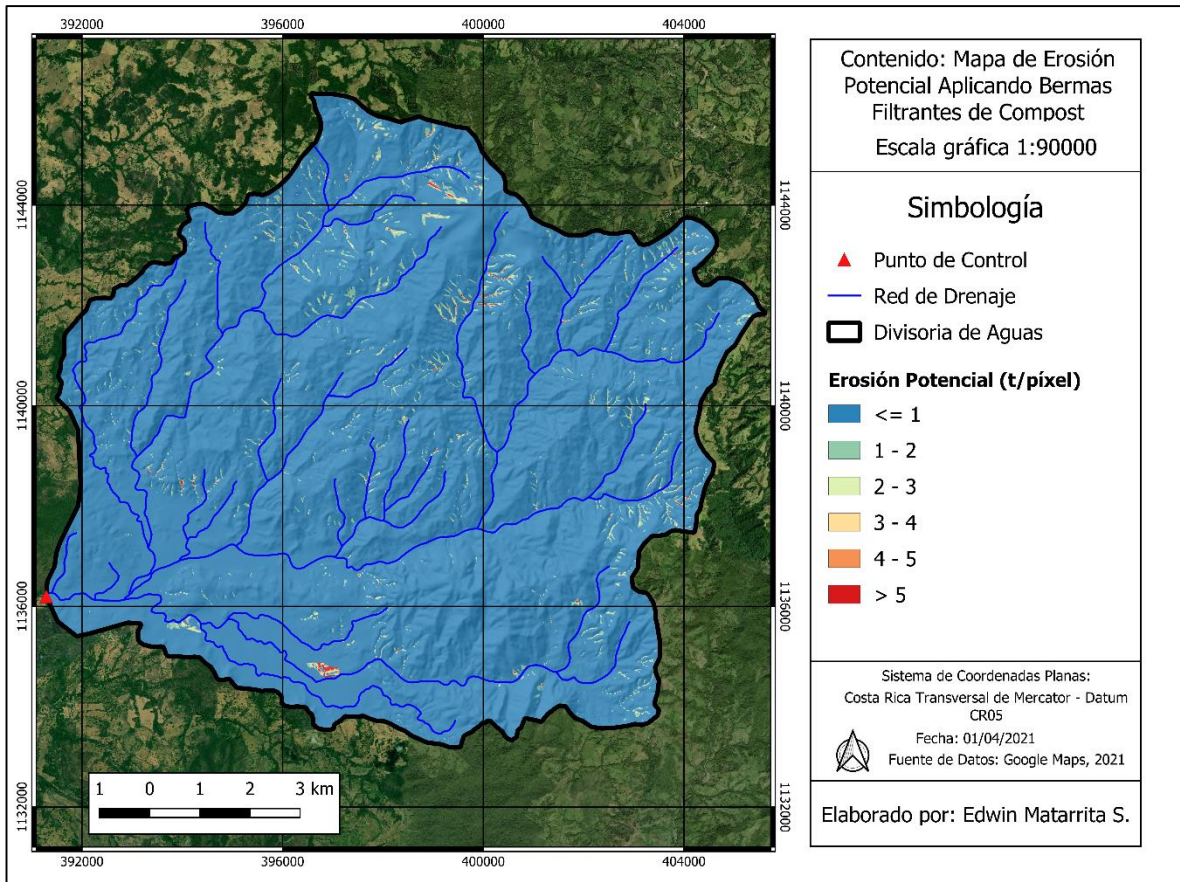 392000 396000 400000 404000
1144000 1144000
1140000 1140000
1136000 1136000
1132000 1132000
392000 396000 400000 404000
1 0 1 2 3 km
Contenido: Mapa de Erosión
Potencial Aplicando Bermas
Filtrantes de Compost
Escala gráfica 1:90000
Simbología
Punto de Control
Red de Drenaje
Divisoria de Aguas
Erosión Potencial (t/píxel)
<= 1
1 - 2
2 - 3
3 - 4
4 - 5
> 5
Sistema de Coordenadas Planas:
Costa Rica Transversal de Mercator - Datum
CR05
Fecha: 01/04/2021
Fuente de Datos: Google Maps, 2021
Elaborado por: Edwin Matarrita S.